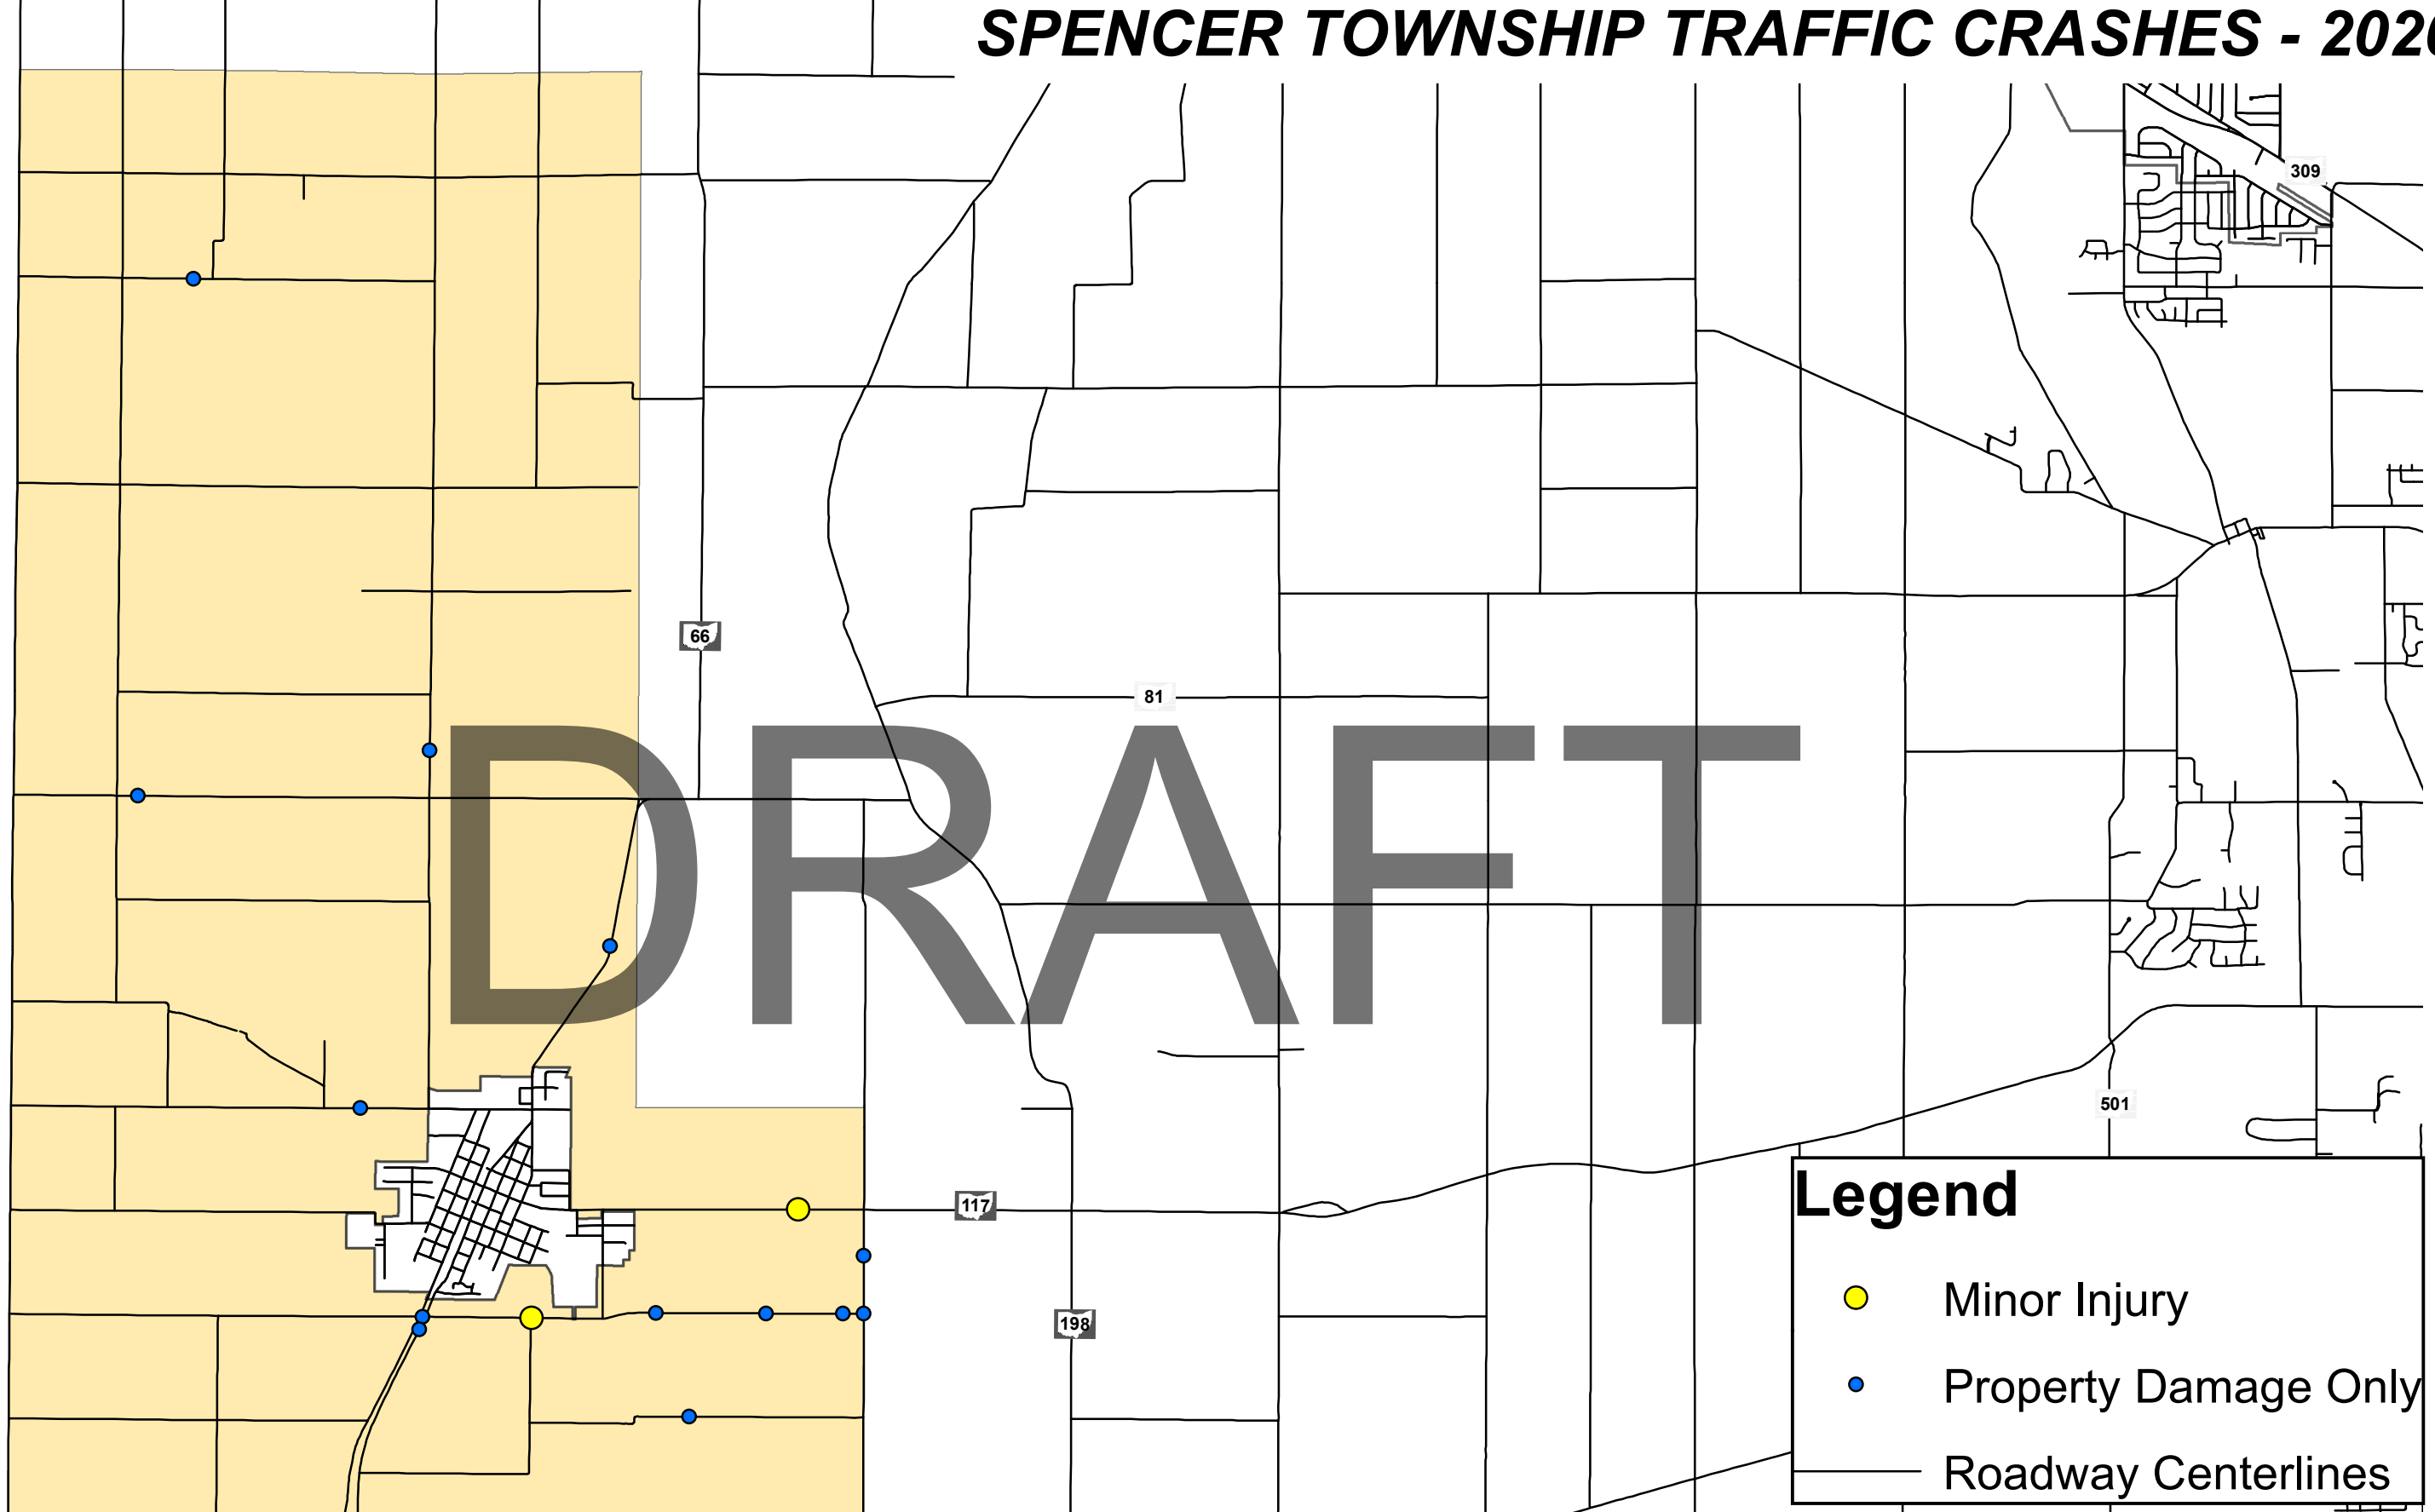 SPENCER TOWNSHIP TRAFFIC CRASHES - 2020
309
66
81
DRAFT
501
117
198
Legend
Minor Injury
Property Damage Only
Roadway Centerlines